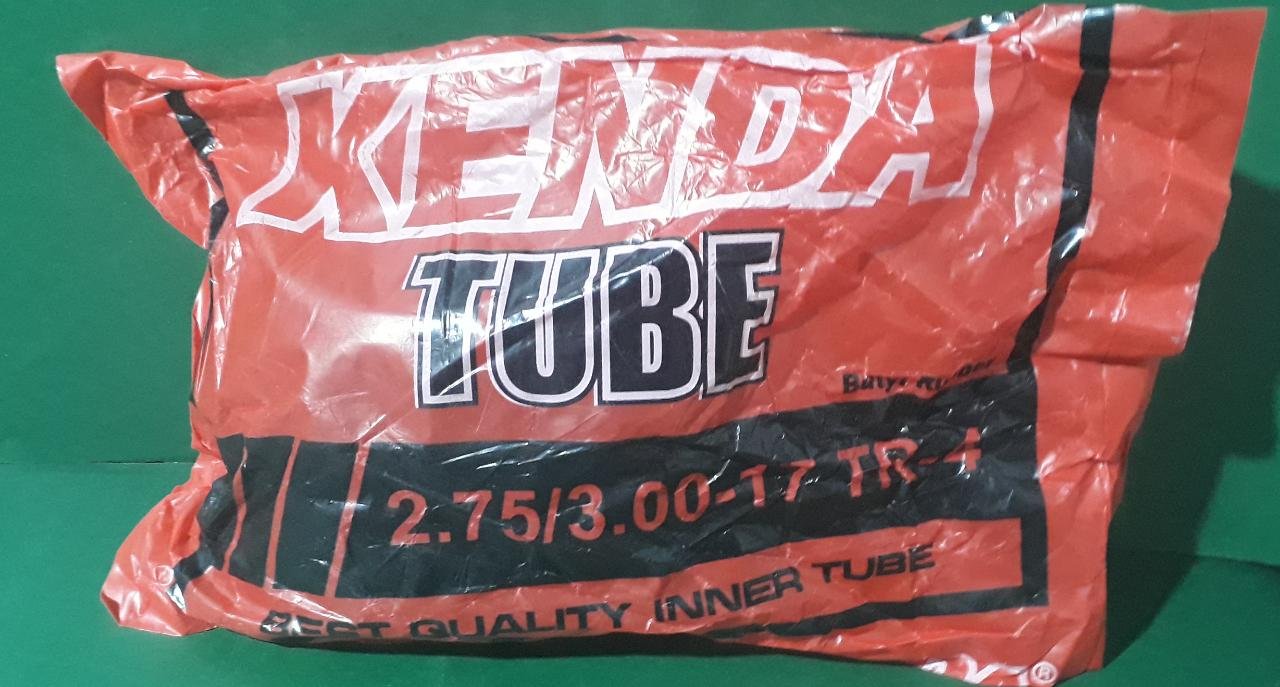 KENDA
TUBE
Butyl Rubber
2.75/3.00-17 TR-4
BEST QUALITY INNER TUBE